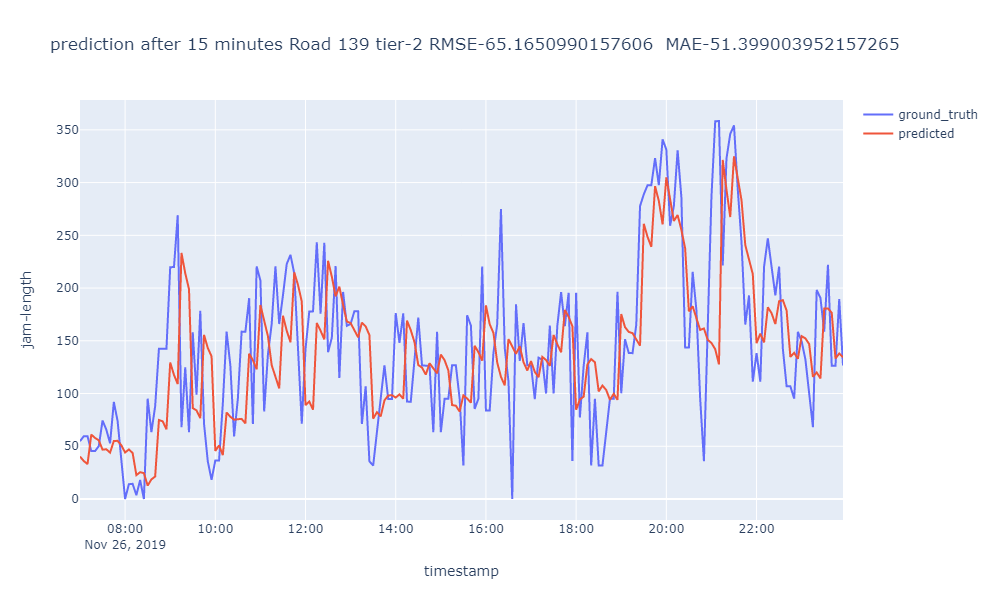 prediction after 15 minutes Road 139 tier-2 RMSE-65.1650990157606 MAE-51.399003952157265
ground_truth
predicted
350
300
250
200
150
100
50
0
jam-length
08:00 10:00 12:00 14:00 16:00 18:00 20:00 22:00
Nov 26, 2019
timestamp